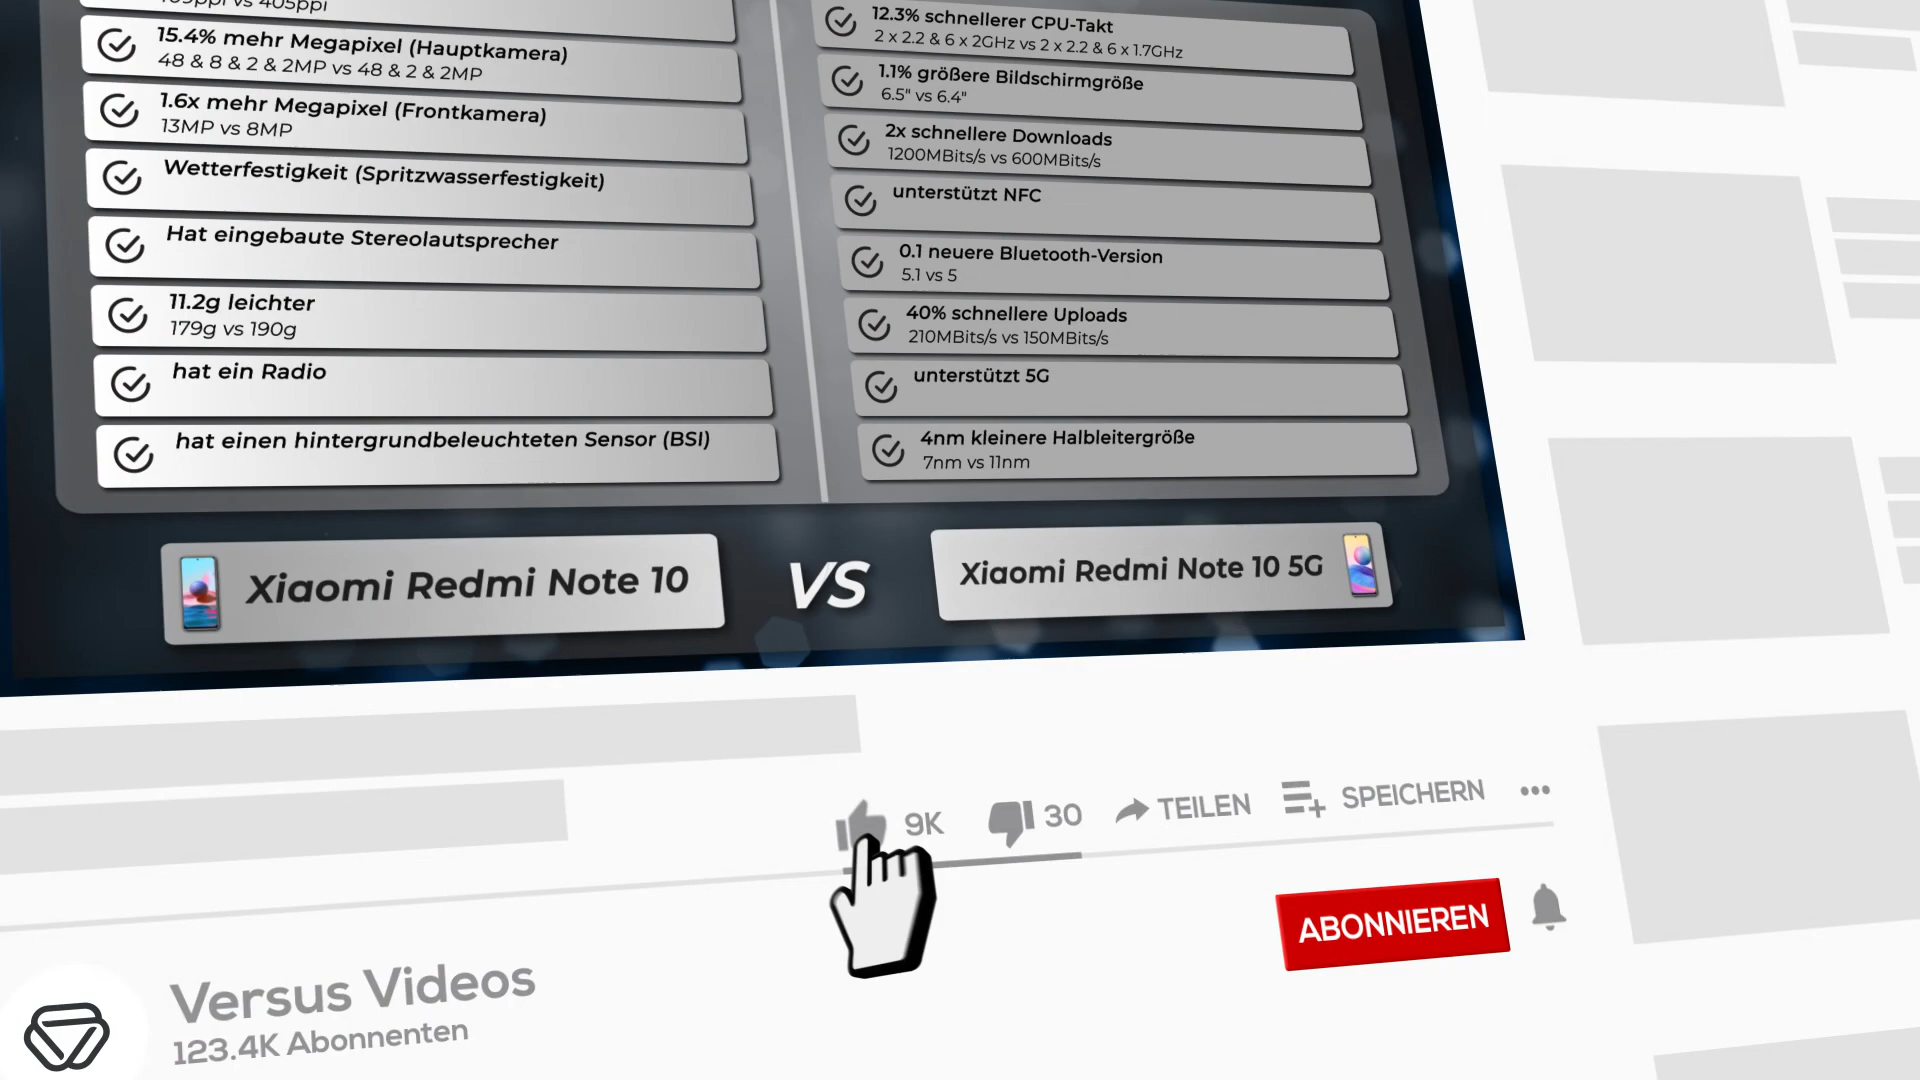 vs 405ppi
15.4% mehr Megapixel (Hauptkamera)
48 & 8 & 2 & 2MP vs 48 & 2 & 2MP
1.6x mehr Megapixel (Frontkamera)
13MP vs 8MP
Wetterfestigkeit (Spritzwasserfestigkeit)
Hat eingebaute Stereolautsprecher
11.2g leichter
179g vs 190g
hat ein Radio
hat einen hintergrundbeleuchteten Sensor (BSI)
12.3% schnellerer CPU-Takt
2 x 2.2 & 6 x 2GHz vs 2 x 2.2 & 6 x 1.7GHz
1.1% größere Bildschirmgröße
6.5" vs 6.4"
2x schnellere Downloads
1200MBits/s vs 600MBits/s
unterstützt NFC
0.1 neuere Bluetooth-Version
5.1 vs 5
40% schnellere Uploads
210MBits/s vs 150MBits/s
unterstützt 5G
4nm kleinere Halbleitergröße
7nm vs 11nm
Xiaomi Redmi Note 10
VS
Xiaomi Redmi Note 10 5G
9K
30
TEILEN
SPEICHERN
ABONNIEREN
Versus Videos
123.4K Abonnenten